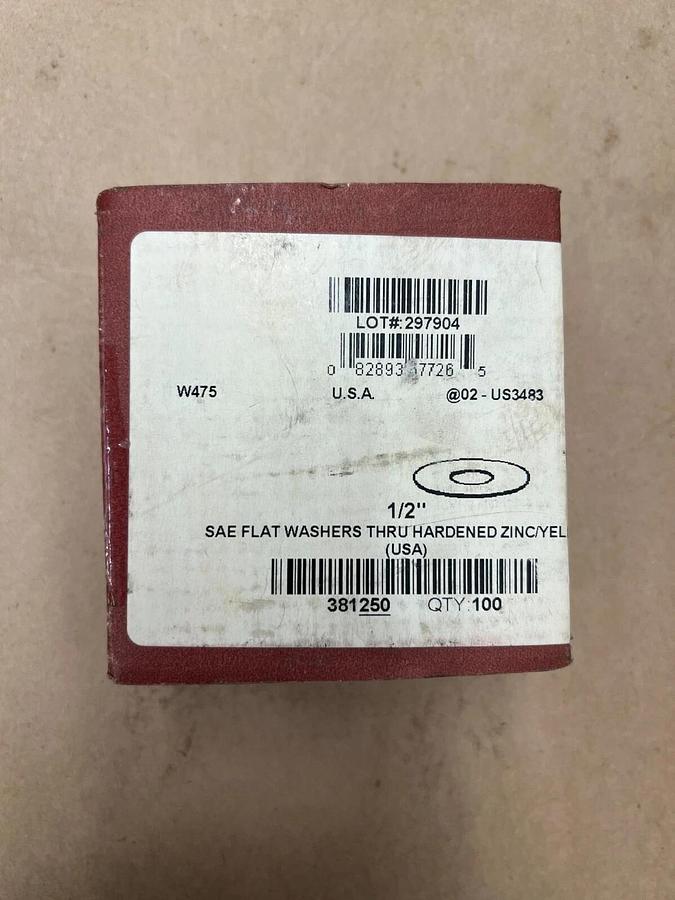 LOT#:297904
0 82893 7726 5
W475 U.S.A. @02 - US3483
1/2"
SAE FLAT WASHERS THRU HARDENED ZINC/YEL
(USA)
381250 QTY:100